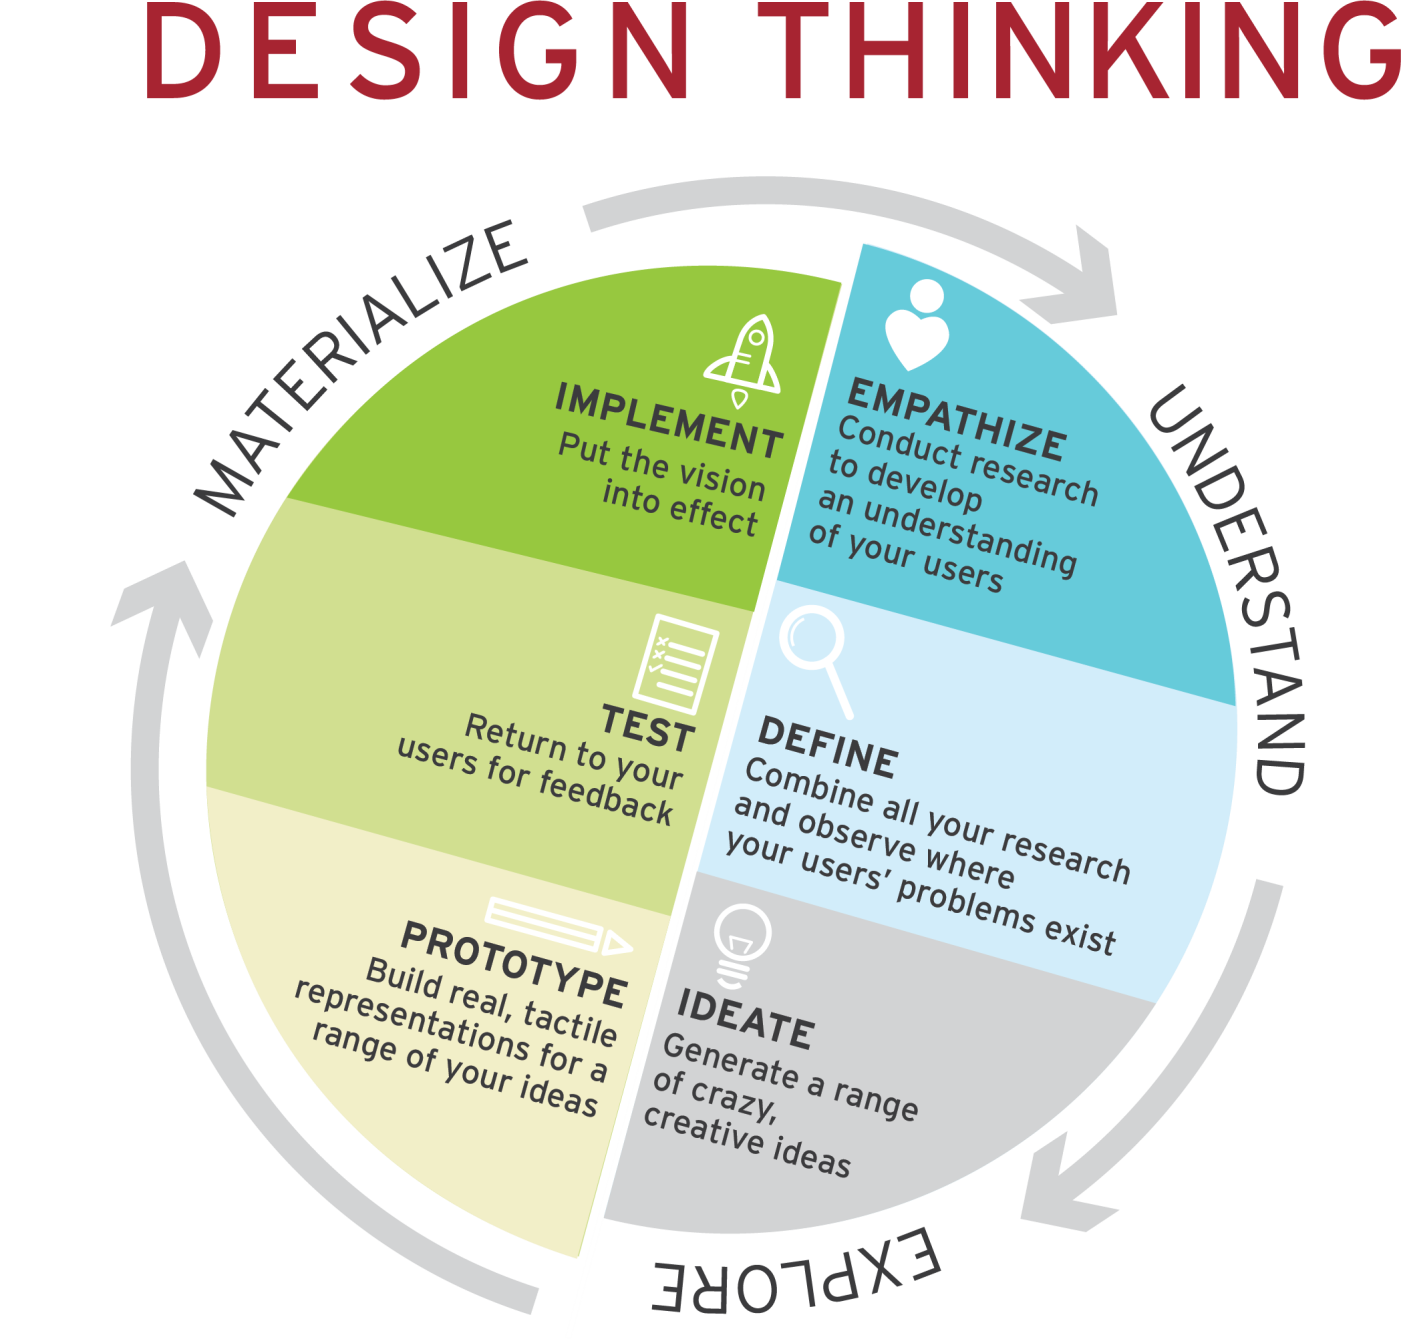 DESIGN THINKING
MATERIALIZE
UNDERSTAND
EXPLORE
EMPATHIZE
Conduct research
to develop
an understanding
of your users
DEFINE
Combine all your research
and observe where
your users’ problems exist
IDEATE
Generate a range
of crazy,
creative ideas
PROTOTYPE
Build real, tactile
representations for a
range of your ideas
TEST
Return to your
users for feedback
IMPLEMENT
Put the vision
into effect